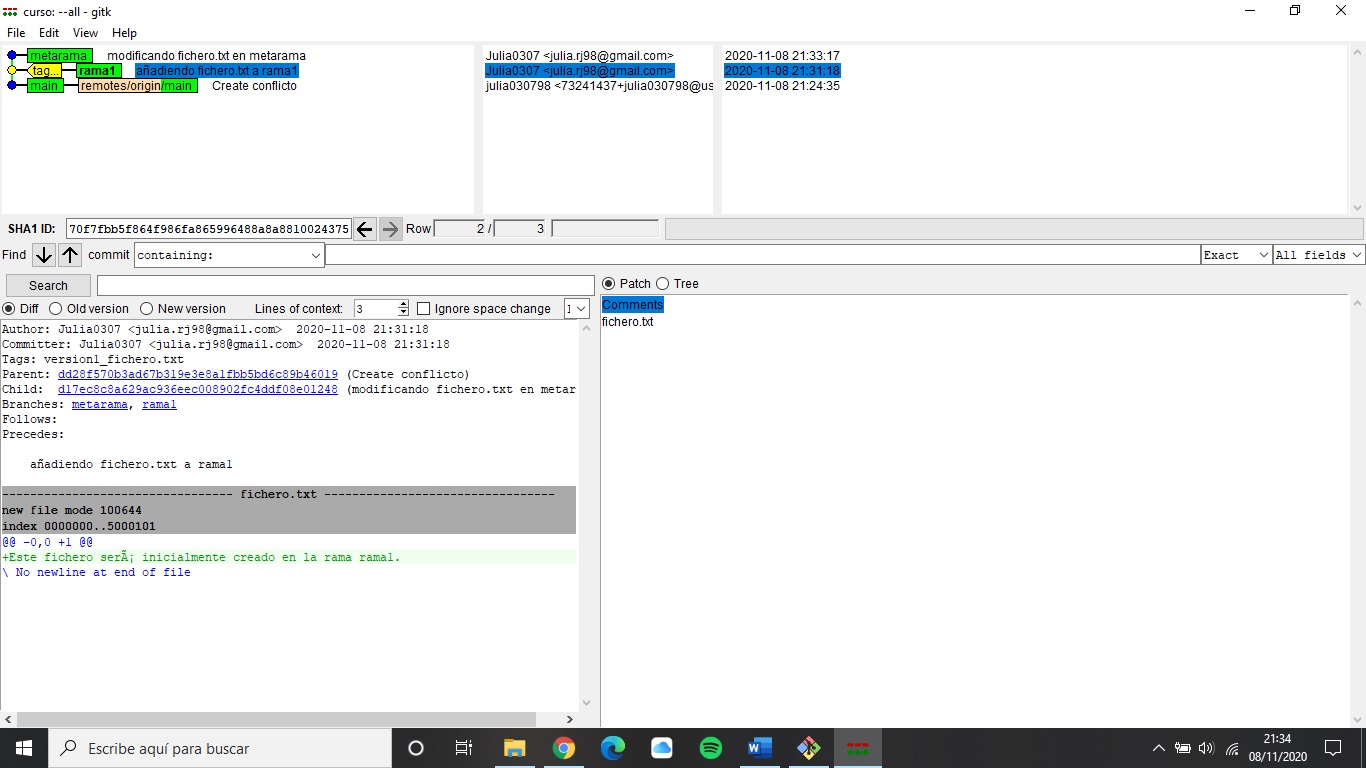 curso: --all - gitk
File Edit View Help
metarama modificando fichero.txt en metarama Julia0307 <julia.rj98@gmail.com> 2020-11-08 21:33:17
tag... rama1 añadiendo fichero.txt a rama1 Julia0307 <julia.rj98@gmail.com> 2020-11-08 21:31:18
main remotes/origin/main Create conflicto julia030798 <73241437+julia030798@us 2020-11-08 21:24:35
SHA1 ID: 70f7fbb5f864f986fa865996488a8a8810024375 Row 2 / 3
Find commit containing: Exact All fields
Search Patch Tree
Diff Old version New version Lines of context: 3 Ignore space change
Comments
fichero.txt
Author: Julia0307 <julia.rj98@gmail.com> 2020-11-08 21:31:18
Committer: Julia0307 <julia.rj98@gmail.com> 2020-11-08 21:31:18
Tags: version1_fichero.txt
Parent: dd28f570b3ad67b319e3e8a1fbb5bd6c89b46019 (Create conflicto)
Child: d17ec8c8a629ac936eec008902fc4ddf08e01248 (modificando fichero.txt en metar
Branches: metarama, rama1
Follows:
Precedes:
añadiendo fichero.txt a rama1
--------------------------------- fichero.txt ---------------------------------
new file mode 100644
index 0000000..5000101
@@ -0,0 +1 @@
+Este fichero serÃ¡ inicialmente creado en la rama rama1.
\ No newline at end of file
Escribe aquí para buscar
21:34
08/11/2020